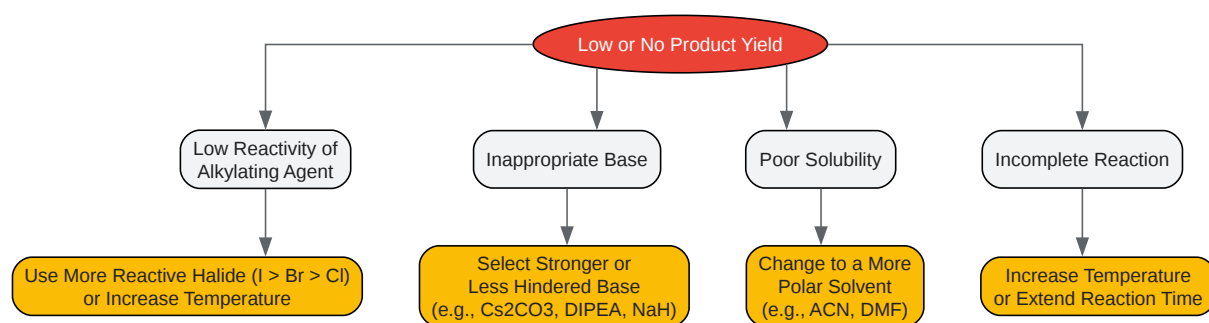 Low or No Product Yield
Low Reactivity of
Alkylating Agent
Inappropriate Base
Poor Solubility
Incomplete Reaction
Use More Reactive Halide (I > Br > Cl)
or Increase Temperature
Select Stronger or
Less Hindered Base
(e.g., Cs2CO3, DIPEA, NaH)
Change to a More
Polar Solvent
(e.g., ACN, DMF)
Increase Temperature
or Extend Reaction Time